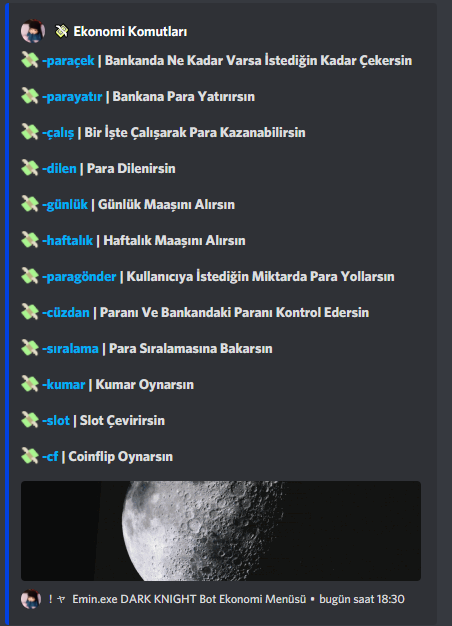 💸 Ekonomi Komutları
💸 -paraçek | Bankanda Ne Kadar Varsa İstediğin Kadar Çekersin
💸 -parayatır | Bankana Para Yatırırsın
💸 -çalış | Bir İşte Çalışarak Para Kazanabilirsin
💸 -dilen | Para Dilenirsin
💸 -günlük | Günlük Maaşını Alırsın
💸 -haftalık | Haftalık Maaşını Alırsın
💸 -paragönder | Kullanıcıya İstediğin Miktarda Para Yollarsın
💸 -cüzdan | Paranı Ve Bankandaki Paranı Kontrol Edersin
💸 -sıralama | Para Sıralamasına Bakarsın
💸 -kumar | Kumar Oynarsın
💸 -slot | Slot Çevirirsin
💸 -cf | Coinflip Oynarsın
! ヤ Emin.exe DARK KNIGHT Bot Ekonomi Menüsü • bugün saat 18:30